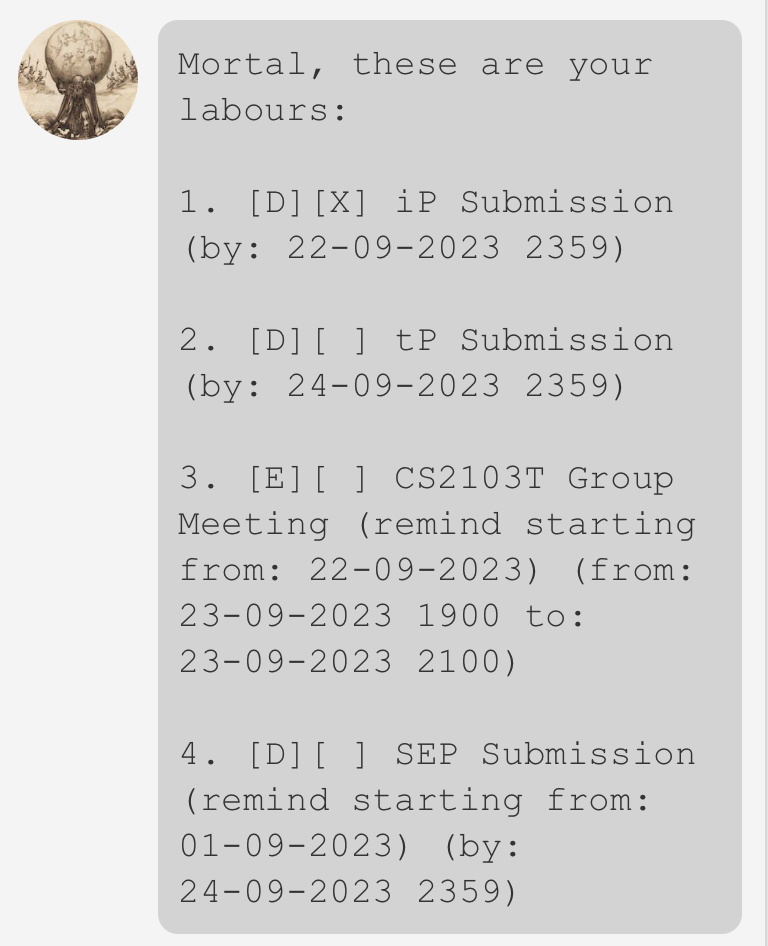 Mortal, these are your
labours:
1. [D][X] iP Submission
(by: 22-09-2023 2359)
2. [D][ ] tP Submission
(by: 24-09-2023 2359)
3. [E][ ] CS2103T Group
Meeting (remind starting
from: 22-09-2023) (from:
23-09-2023 1900 to:
23-09-2023 2100)
4. [D][ ] SEP Submission
(remind starting from:
01-09-2023) (by:
24-09-2023 2359)